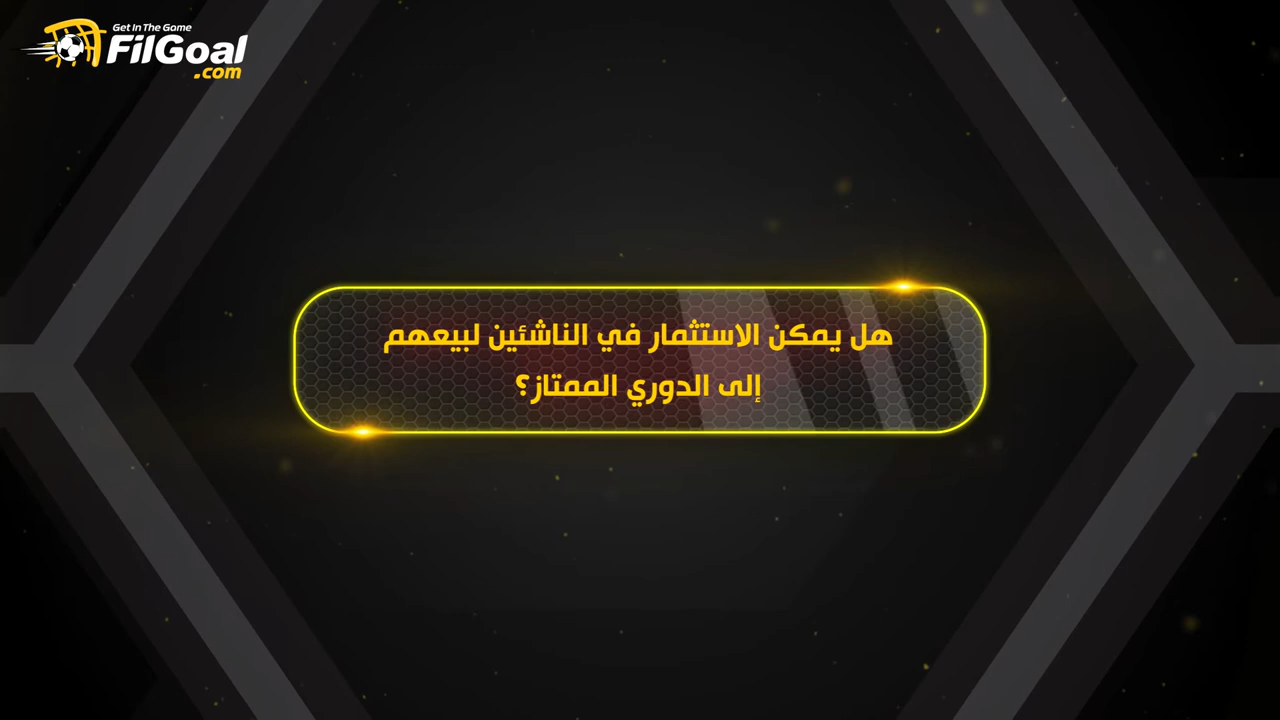 Get In The Game
FilGoal
.com
هل يمكن الاستثمار في الناشئين لبيعهم
إلى الدوري الممتاز؟